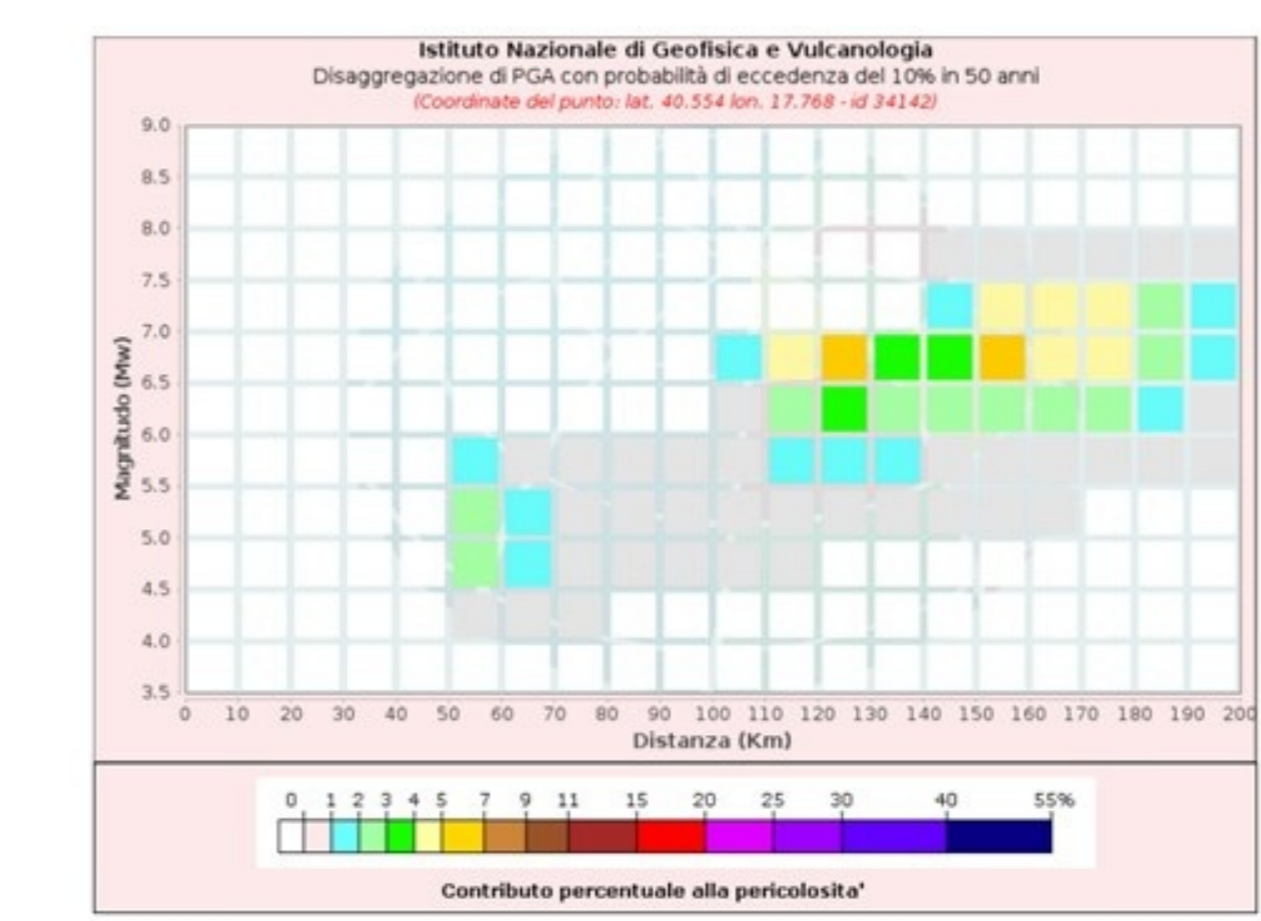 Istituto Nazionale di Geofisica e Vulcanologia
Disaggregazione di PGA con probabilità di eccedenza del 10% in 50 anni
(Coordinate del punto: lat. 40.554 lon. 17.768 - id 34142)
9.0
8.5
8.0
7.5
7.0
6.5
6.0
5.5
5.0
4.5
4.0
3.5
Magnitudo (Mw)
0 10 20 30 40 50 60 70 80 90 100 110 120 130 140 150 160 170 180 190 200
Distanza (Km)
0 1 2 3 4 5 7 9 11 15 20 25 30 40 55%
Contributo percentuale alla pericolosita'